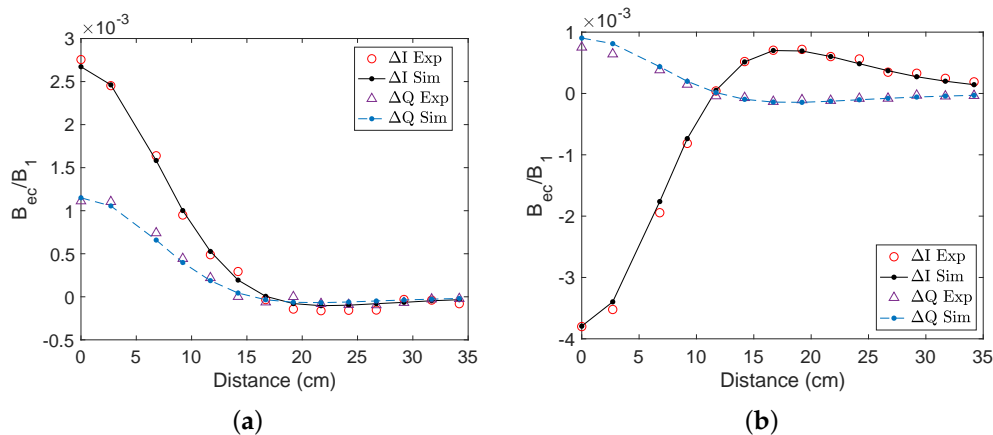 ×10⁻³
3
2.5
2
1.5
1
0.5
0
-0.5
B_ec/B_1
0 5 10 15 20 25 30 35
Distance (cm)
ΔI Exp
ΔI Sim
ΔQ Exp
ΔQ Sim
(a)
×10⁻³
1
0
-1
-2
-3
-4
B_ec/B_1
0 5 10 15 20 25 30 35
Distance (cm)
ΔI Exp
ΔI Sim
ΔQ Exp
ΔQ Sim
(b)